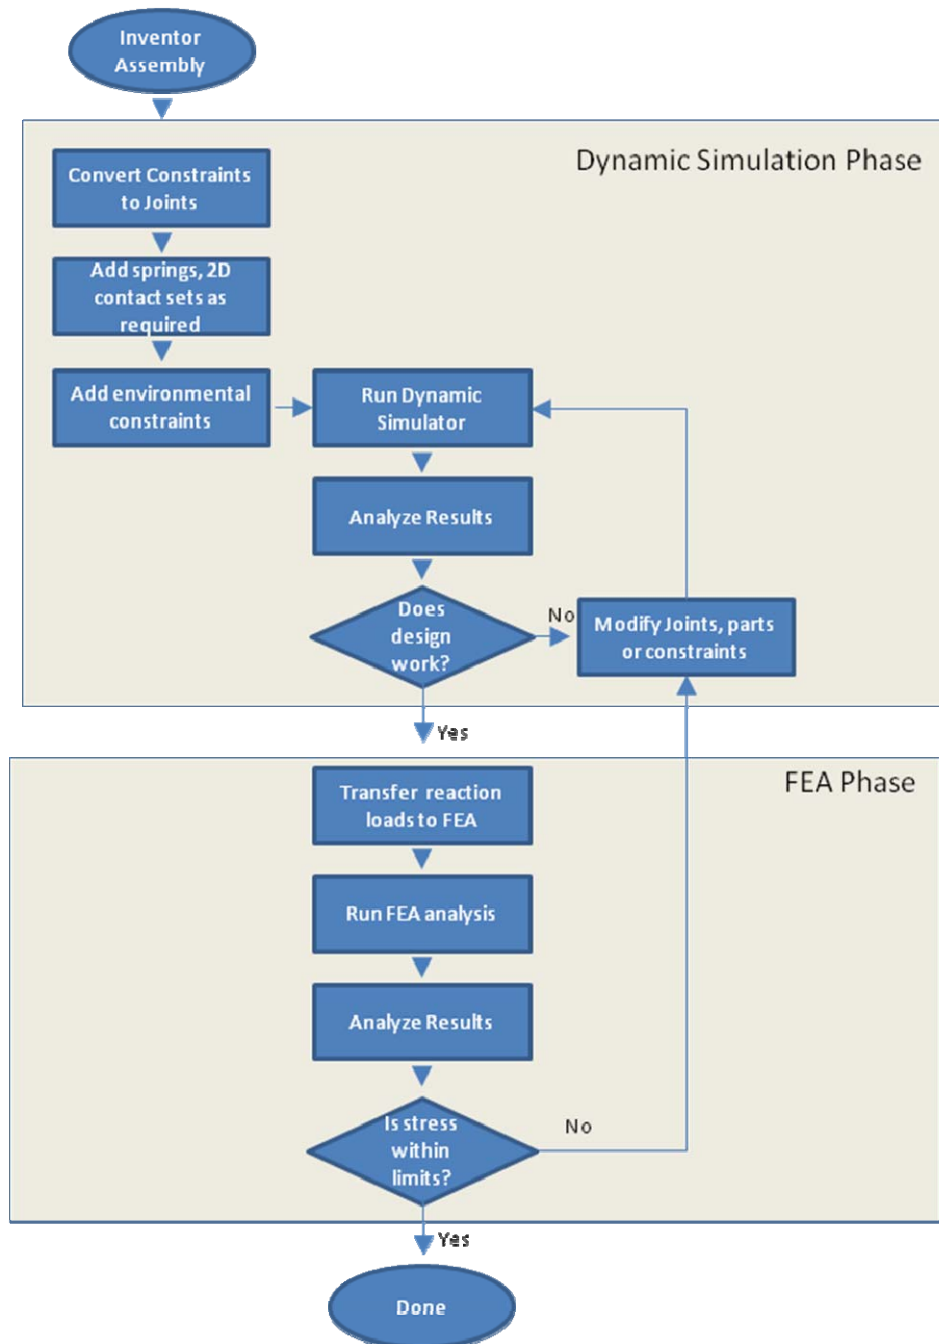 Inventor
Assembly
Dynamic Simulation Phase
Convert Constraints
to Joints
Add springs, 2D
contact sets as
required
Add environmental
constraints
Run Dynamic
Simulator
Analyze Results
Does
design
work?
No
Modify Joints, parts
or constraints
Yes
FEA Phase
Transfer reaction
loads to FEA
Run FEA analysis
Analyze Results
Is stress
within
limits?
No
Yes
Done